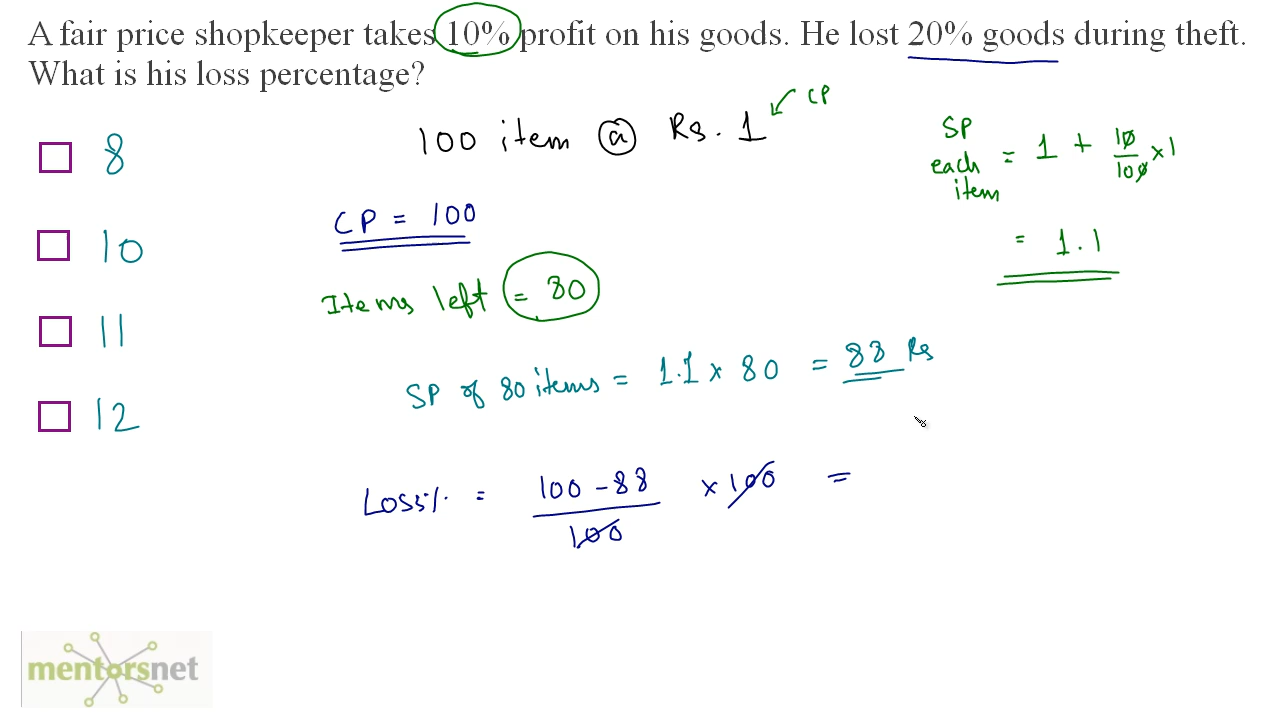 A fair price shopkeeper takes 10% profit on his goods. He lost 20% goods during theft.
What is his loss percentage?
8
10
11
12
100 item @ Rs. 1
CP
CP = 100
Items left = 80
SP each item = 1 + 10/100 x 1
= 1.1
SP of 80 items = 1.1 x 80 = 88 Rs
Loss% = 100 - 88 / 100 x 100 =
mentorsnet